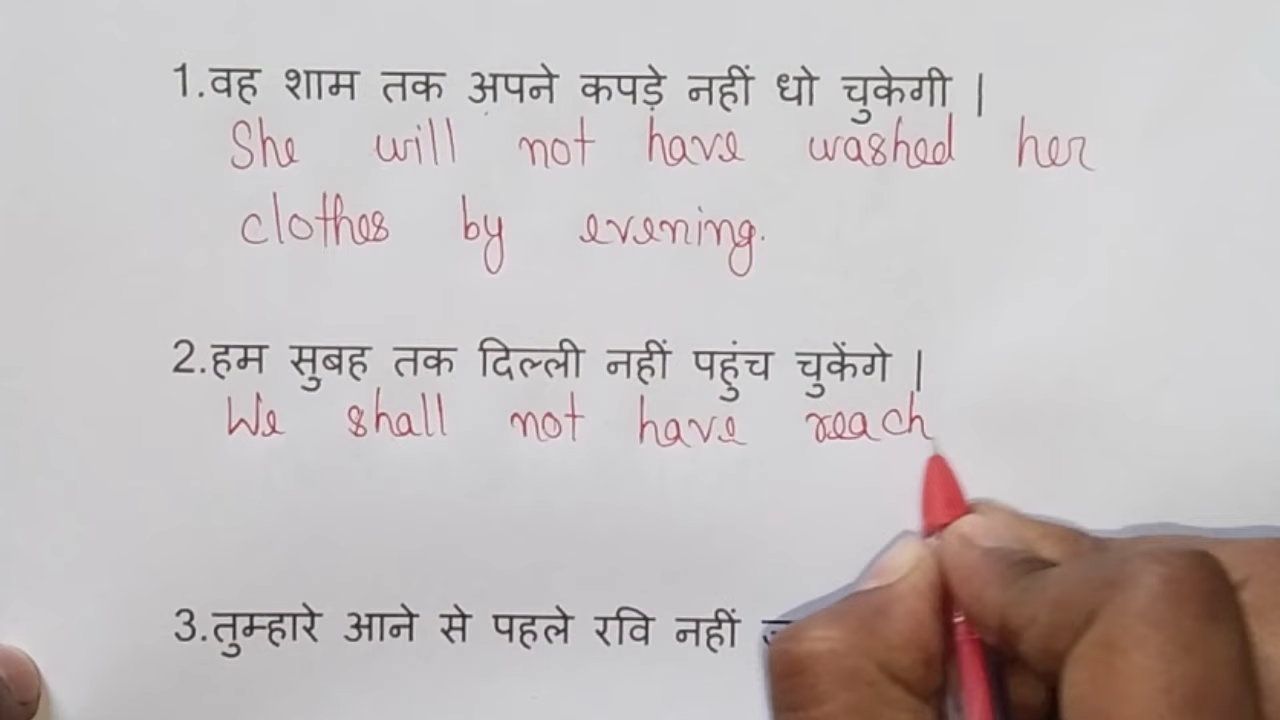 1.वह शाम तक अपने कपड़े नहीं धो चुकेगी |
She will not have washed her
clothes by evening.
2.हम सुबह तक दिल्ली नहीं पहुंच चुकेंगे |
We shall not have reach
3.तुम्हारे आने से पहले रवि नहीं